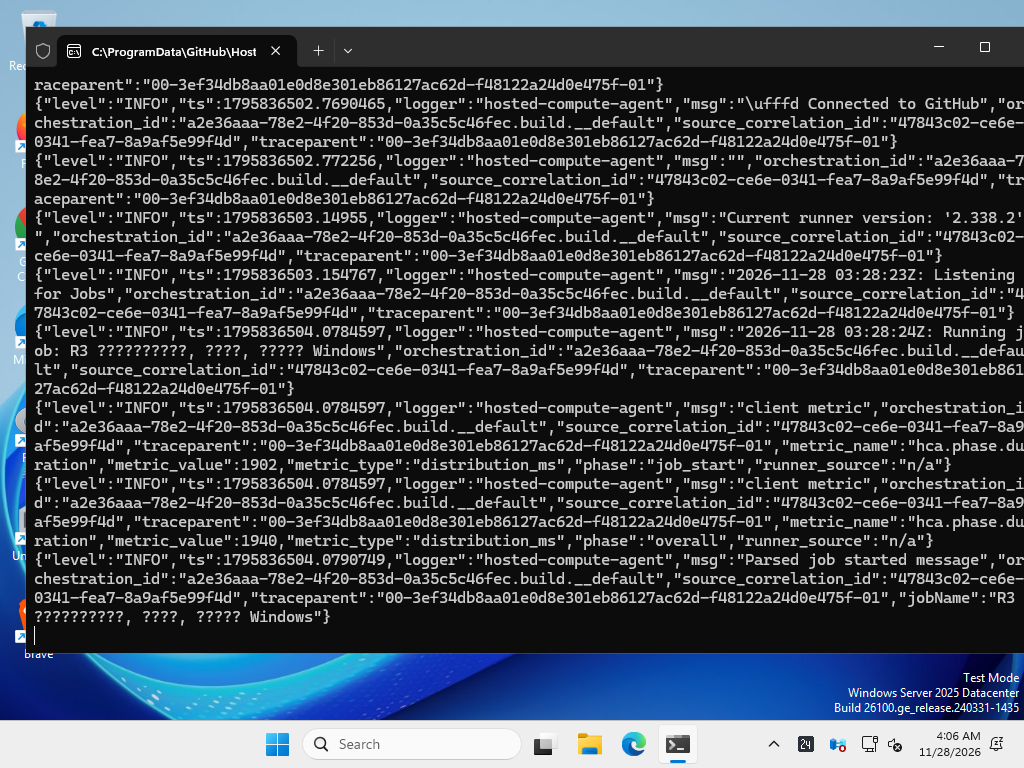 C:\ProgramData\GitHub\Host
raceparent":"00-3ef34db8aa01e0d8e301eb86127ac62d-f48122a24d0e475f-01"}
{"level":"INFO","ts":1795836502.7690465,"logger":"hosted-compute-agent","msg":"\ufffd Connected to GitHub","or
chestration_id":"a2e36aaa-78e2-4f20-853d-0a35c5c46fec.build.__default","source_correlation_id":"47843c02-ce6e-
0341-fea7-8a9af5e99f4d","traceparent":"00-3ef34db8aa01e0d8e301eb86127ac62d-f48122a24d0e475f-01"}
{"level":"INFO","ts":1795836502.772256,"logger":"hosted-compute-agent","msg":"","orchestration_id":"a2e36aaa-7
8e2-4f20-853d-0a35c5c46fec.build.__default","source_correlation_id":"47843c02-ce6e-0341-fea7-8a9af5e99f4d","tr
aceparent":"00-3ef34db8aa01e0d8e301eb86127ac62d-f48122a24d0e475f-01"}
{"level":"INFO","ts":1795836503.14955,"logger":"hosted-compute-agent","msg":"Current runner version: '2.338.2'
","orchestration_id":"a2e36aaa-78e2-4f20-853d-0a35c5c46fec.build.__default","source_correlation_id":"47843c02-
ce6e-0341-fea7-8a9af5e99f4d","traceparent":"00-3ef34db8aa01e0d8e301eb86127ac62d-f48122a24d0e475f-01"}
{"level":"INFO","ts":1795836503.154767,"logger":"hosted-compute-agent","msg":"2026-11-28 03:28:23Z: Listening
for Jobs","orchestration_id":"a2e36aaa-78e2-4f20-853d-0a35c5c46fec.build.__default","source_correlation_id":"4
7843c02-ce6e-0341-fea7-8a9af5e99f4d","traceparent":"00-3ef34db8aa01e0d8e301eb86127ac62d-f48122a24d0e475f-01"}
{"level":"INFO","ts":1795836504.0784597,"logger":"hosted-compute-agent","msg":"2026-11-28 03:28:24Z: Running j
ob: R3 ??????????, ????, ????? Windows","orchestration_id":"a2e36aaa-78e2-4f20-853d-0a35c5c46fec.build.__defau
lt","source_correlation_id":"47843c02-ce6e-0341-fea7-8a9af5e99f4d","traceparent":"00-3ef34db8aa01e0d8e301eb861
27ac62d-f48122a24d0e475f-01"}
{"level":"INFO","ts":1795836504.0784597,"logger":"hosted-compute-agent","msg":"client metric","orchestration_i
d":"a2e36aaa-78e2-4f20-853d-0a35c5c46fec.build.__default","source_correlation_id":"47843c02-ce6e-0341-fea7-8a9
af5e99f4d","traceparent":"00-3ef34db8aa01e0d8e301eb86127ac62d-f48122a24d0e475f-01","metric_name":"hca.phase.du
ration","metric_value":1902,"metric_type":"distribution_ms","phase":"job_start","runner_source":"n/a"}
{"level":"INFO","ts":1795836504.0784597,"logger":"hosted-compute-agent","msg":"client metric","orchestration_i
d":"a2e36aaa-78e2-4f20-853d-0a35c5c46fec.build.__default","source_correlation_id":"47843c02-ce6e-0341-fea7-8a9
af5e99f4d","traceparent":"00-3ef34db8aa01e0d8e301eb86127ac62d-f48122a24d0e475f-01","metric_name":"hca.phase.du
ration","metric_value":1940,"metric_type":"distribution_ms","phase":"overall","runner_source":"n/a"}
{"level":"INFO","ts":1795836504.0790749,"logger":"hosted-compute-agent","msg":"Parsed job started message","or
chestration_id":"a2e36aaa-78e2-4f20-853d-0a35c5c46fec.build.__default","source_correlation_id":"47843c02-ce6e-
0341-fea7-8a9af5e99f4d","traceparent":"00-3ef34db8aa01e0d8e301eb86127ac62d-f48122a24d0e475f-01","jobName":"R3
??????????, ????, ????? Windows"}
Brave
Test Mode
Windows Server 2025 Datacenter
Build 26100.ge_release.240331-1435
Search
24
4:06 AM
11/28/2026